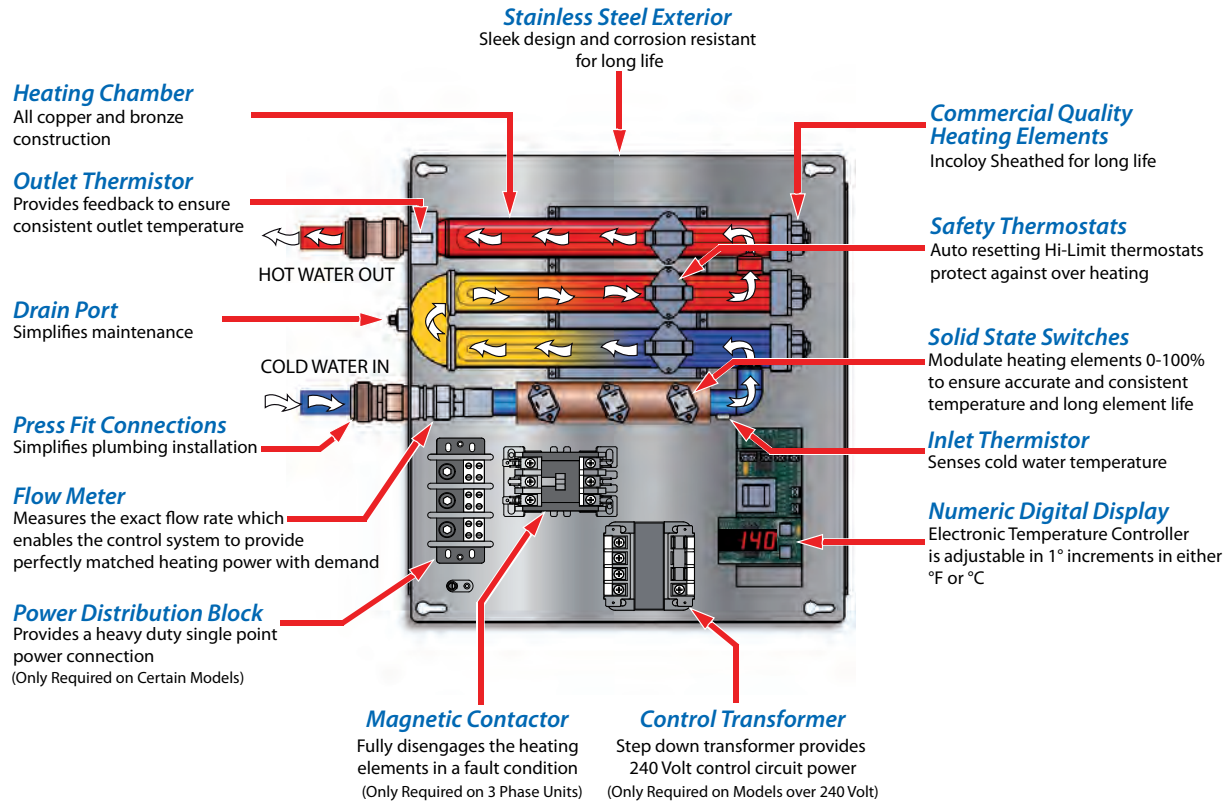 Stainless Steel Exterior
Sleek design and corrosion resistant
for long life
Heating Chamber
All copper and bronze
construction
Outlet Thermistor
Provides feedback to ensure
consistent outlet temperature
HOT WATER OUT
Drain Port
Simplifies maintenance
COLD WATER IN
Press Fit Connections
Simplifies plumbing installation
Flow Meter
Measures the exact flow rate which
enables the control system to provide
perfectly matched heating power with demand
Power Distribution Block
Provides a heavy duty single point
power connection
(Only Required on Certain Models)
Commercial Quality
Heating Elements
Incoloy Sheathed for long life
Safety Thermostats
Auto resetting Hi-Limit thermostats
protect against over heating
Solid State Switches
Modulate heating elements 0-100%
to ensure accurate and consistent
temperature and long element life
Inlet Thermistor
Senses cold water temperature
Numeric Digital Display
Electronic Temperature Controller
is adjustable in 1° increments in either
°F or °C
140
Magnetic Contactor
Fully disengages the heating
elements in a fault condition
(Only Required on 3 Phase Units)
Control Transformer
Step down transformer provides
240 Volt control circuit power
(Only Required on Models over 240 Volt)